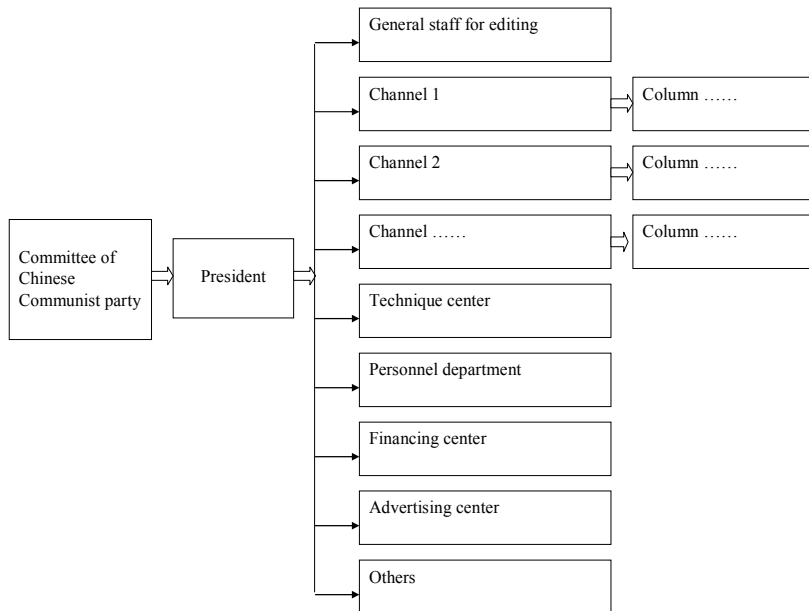 General staff for editing
Channel 1
Column ……
Channel 2
Column ……
Channel ……
Column ……
Committee of
Chinese
Communist party
President
Technique center
Personnel department
Financing center
Advertising center
Others